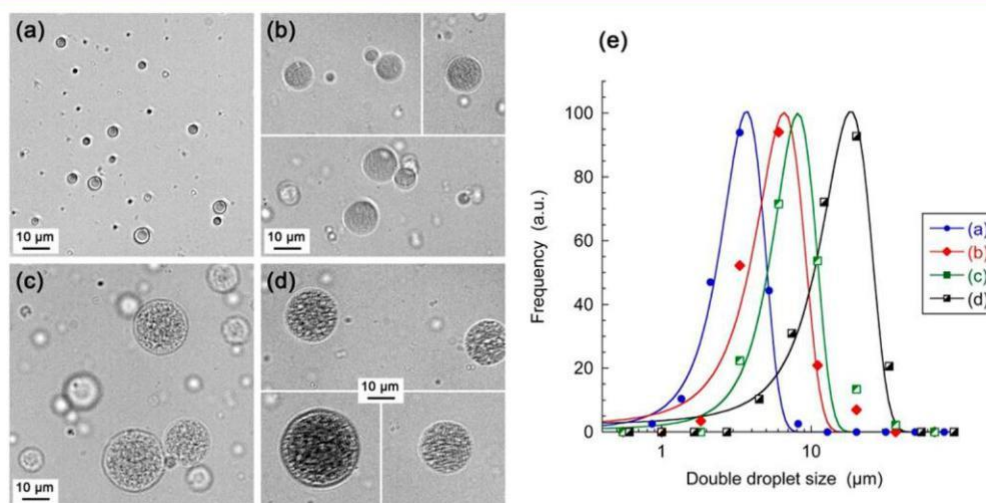 (a)
10 μm
(b)
10 μm
(c)
10 μm
(d)
10 μm
(e)
Frequency (a.u.)
100
80
60
40
20
0
1
10
Double droplet size (μm)
(a)
(b)
(c)
(d)